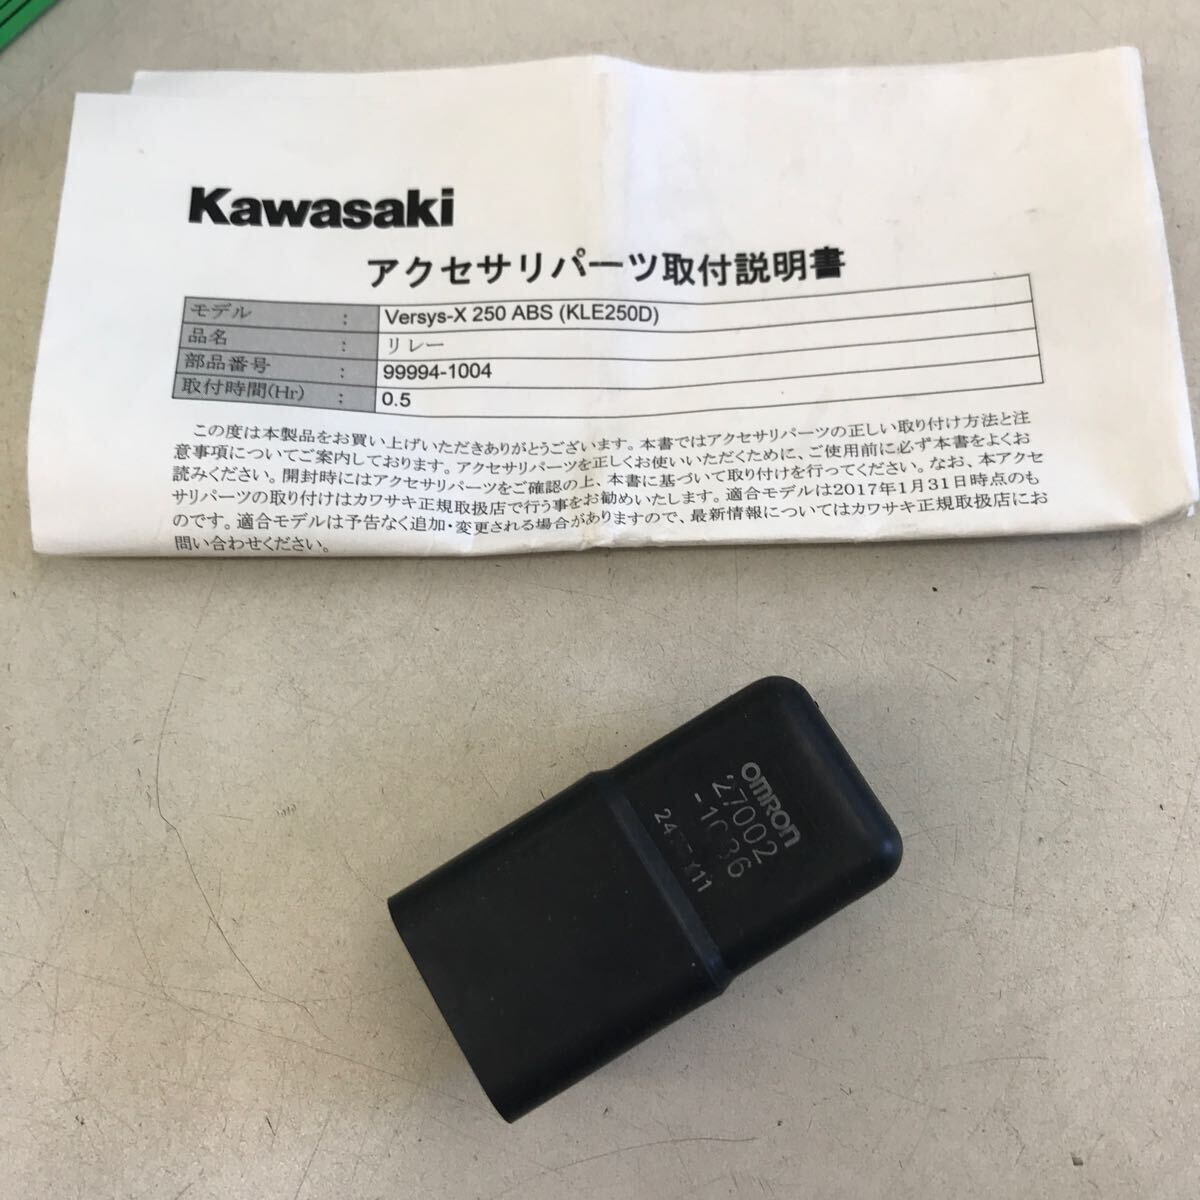 Kawasaki
アクセサリパーツ取付説明書
モデル : Versys-X 250 ABS (KLE250D)
品名 : リレー
部品番号 : 99994-1004
取付時間(Hr) : 0.5
この度は本製品をお買い上げいただきありがとうございます。本書ではアクセサリパーツの正しい取り付け方法と注
意事項についてご案内しております。アクセサリパーツを正しくお使いいただくために、ご使用前に必ず本書をよくお
読みください。開封時にはアクセサリパーツをご確認の上、本書に基づいて取り付けを行ってください。なお、本アクセ
サリパーツの取り付けはカワサキ正規取扱店で行う事をお勧めいたします。適合モデルは2017年1月31日時点のも
のです。適合モデルは予告なく追加・変更される場合がありますので、最新情報についてはカワサキ正規取扱店にお
問い合わせください。
omron
27002